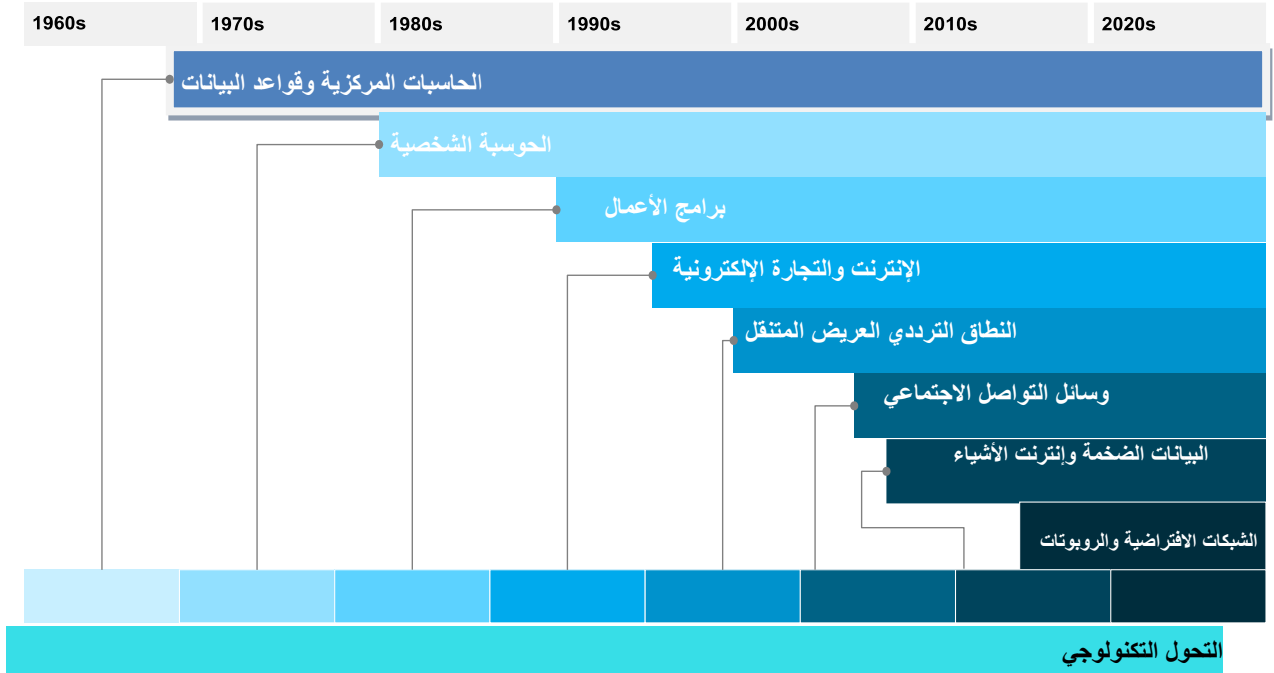 1960s 1970s 1980s 1990s 2000s 2010s 2020s
الحاسبات المركزية وقواعد البيانات
الحوسبة الشخصية
برامج الأعمال
الإنترنت والتجارة الإلكترونية
النطاق الترددي العريض المتنقل
وسائل التواصل الاجتماعي
البيانات الضخمة وإنترنت الأشياء
الشبكات الافتراضية والروبوتات
التحول التكنولوجي